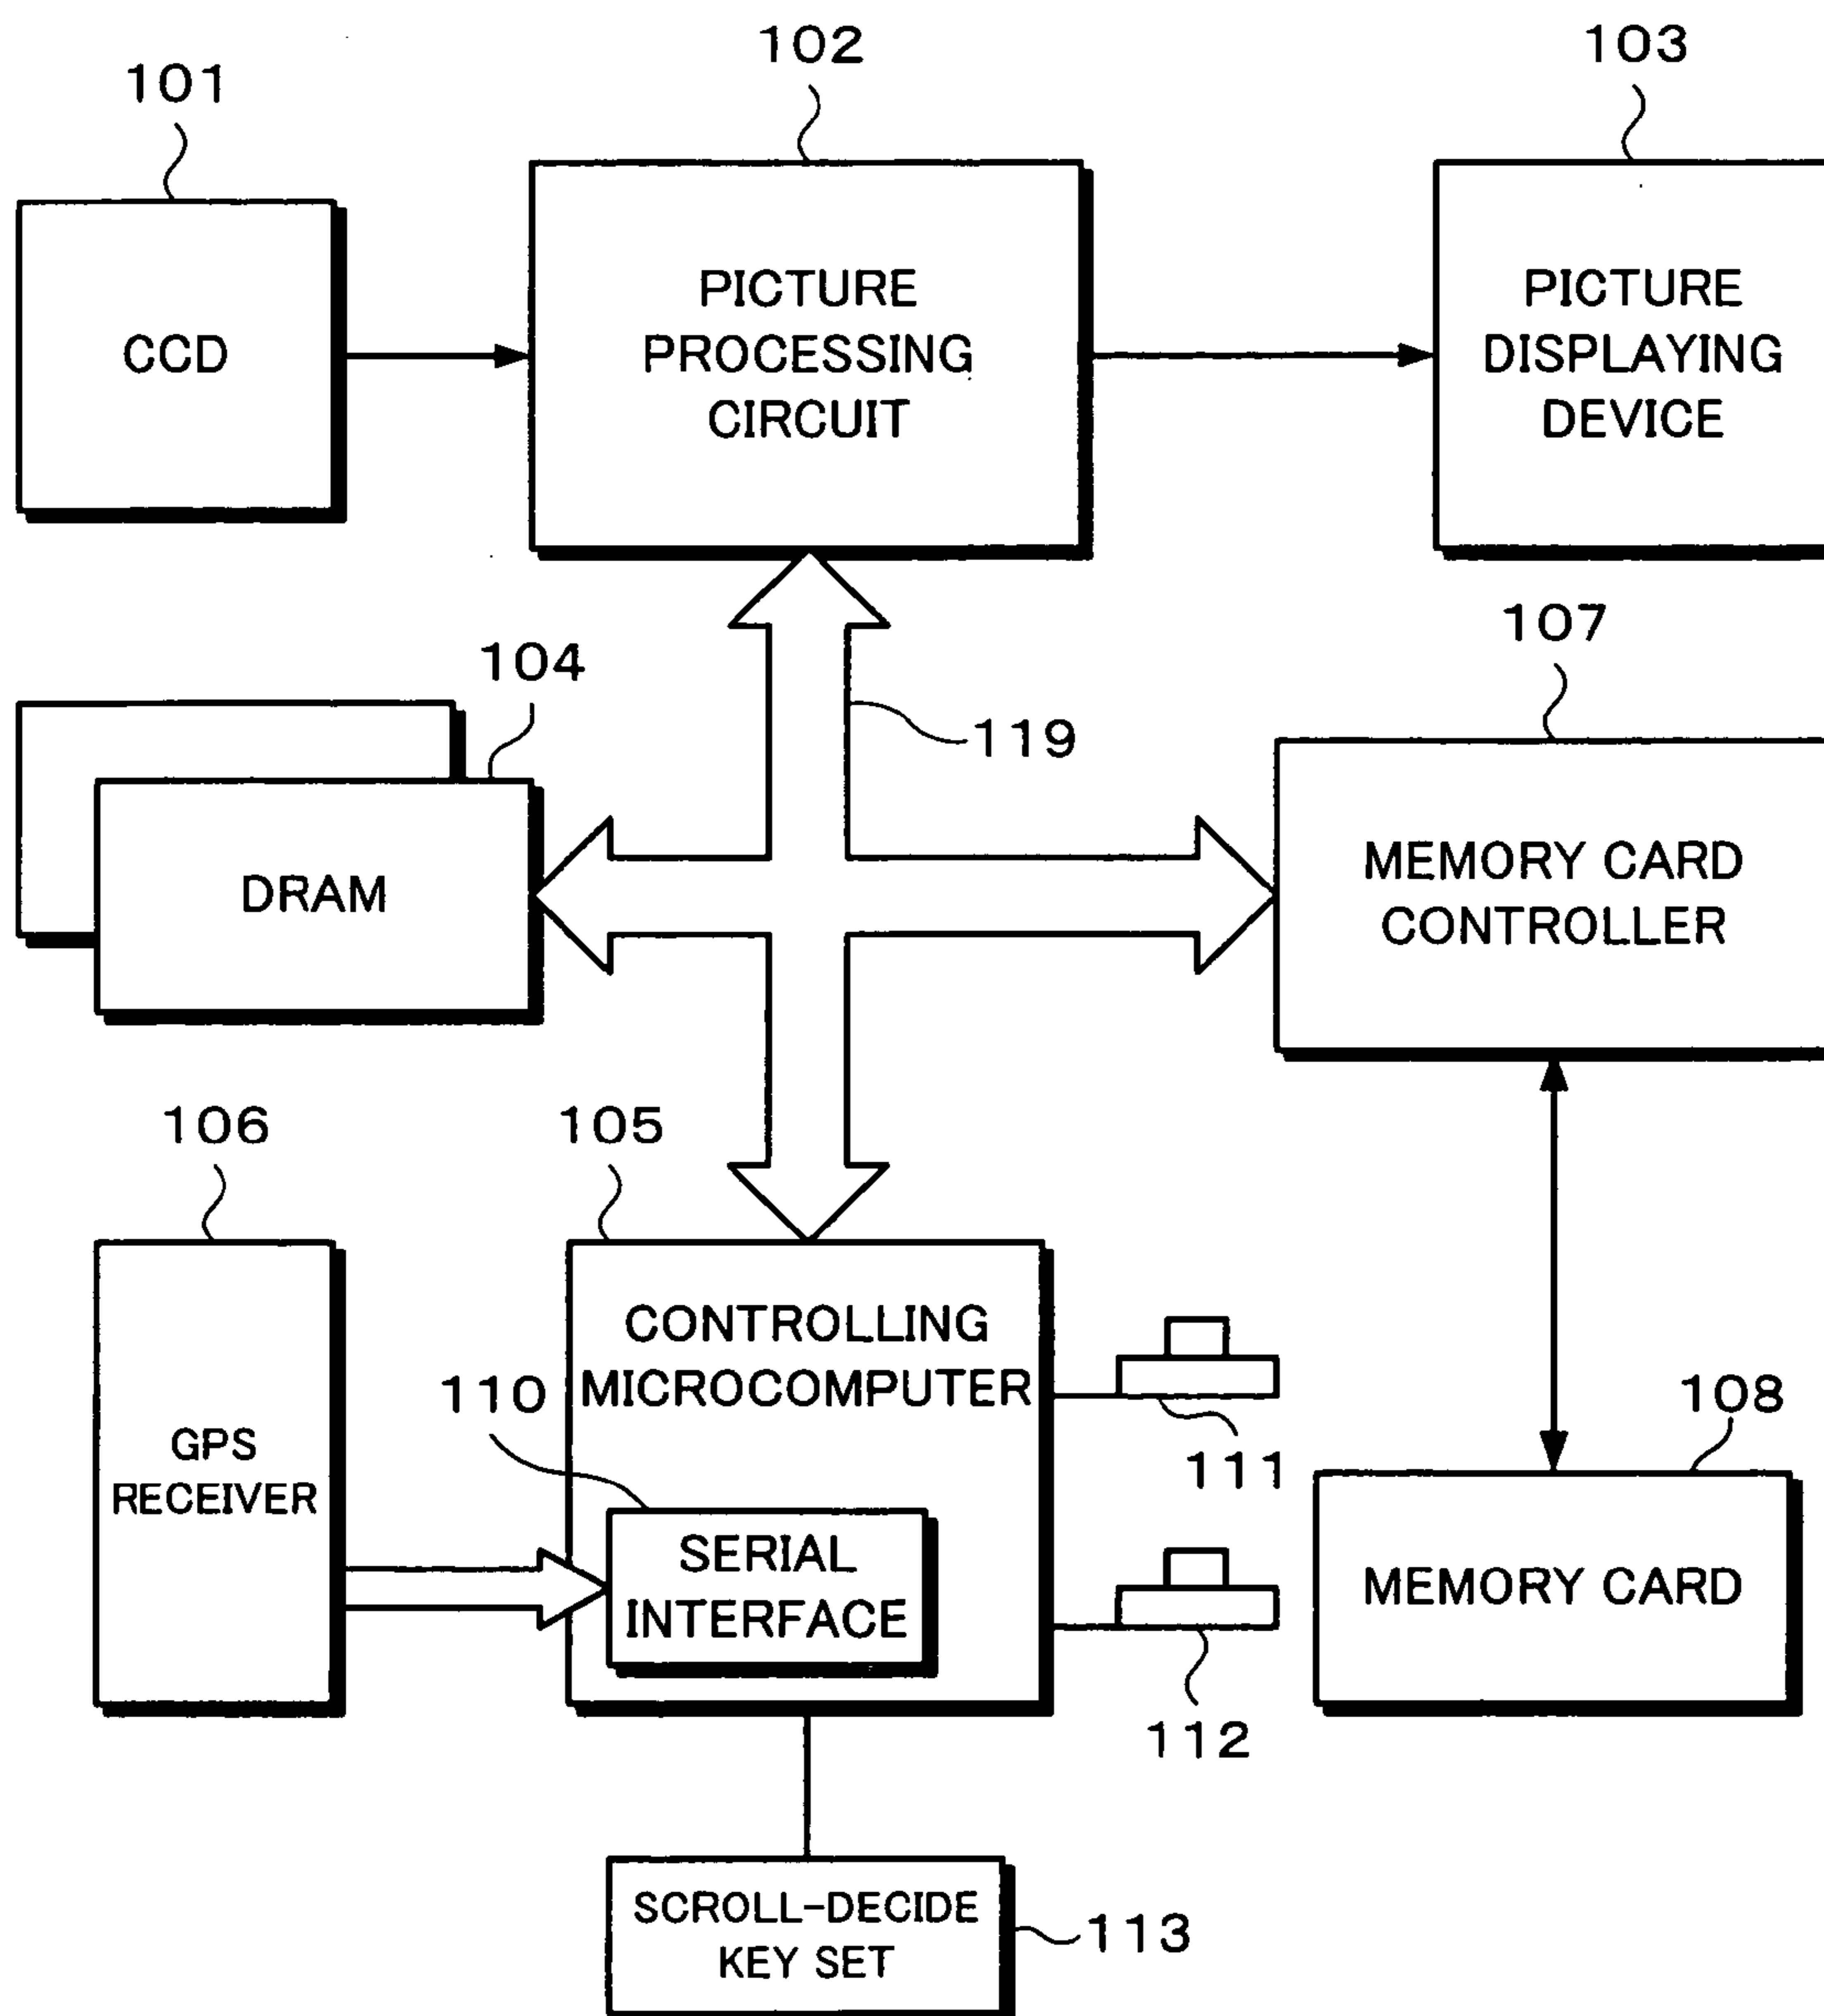 101
102
103
CCD
PICTURE
PROCESSING
CIRCUIT
PICTURE
DISPLAYING
DEVICE
104
119
107
DRAM
MEMORY CARD
CONTROLLER
106
105
GPS
RECEIVER
CONTROLLING
MICROCOMPUTER
110
SERIAL
INTERFACE
111
112
108
MEMORY CARD
SCROLL-DECIDE
KEY SET
113